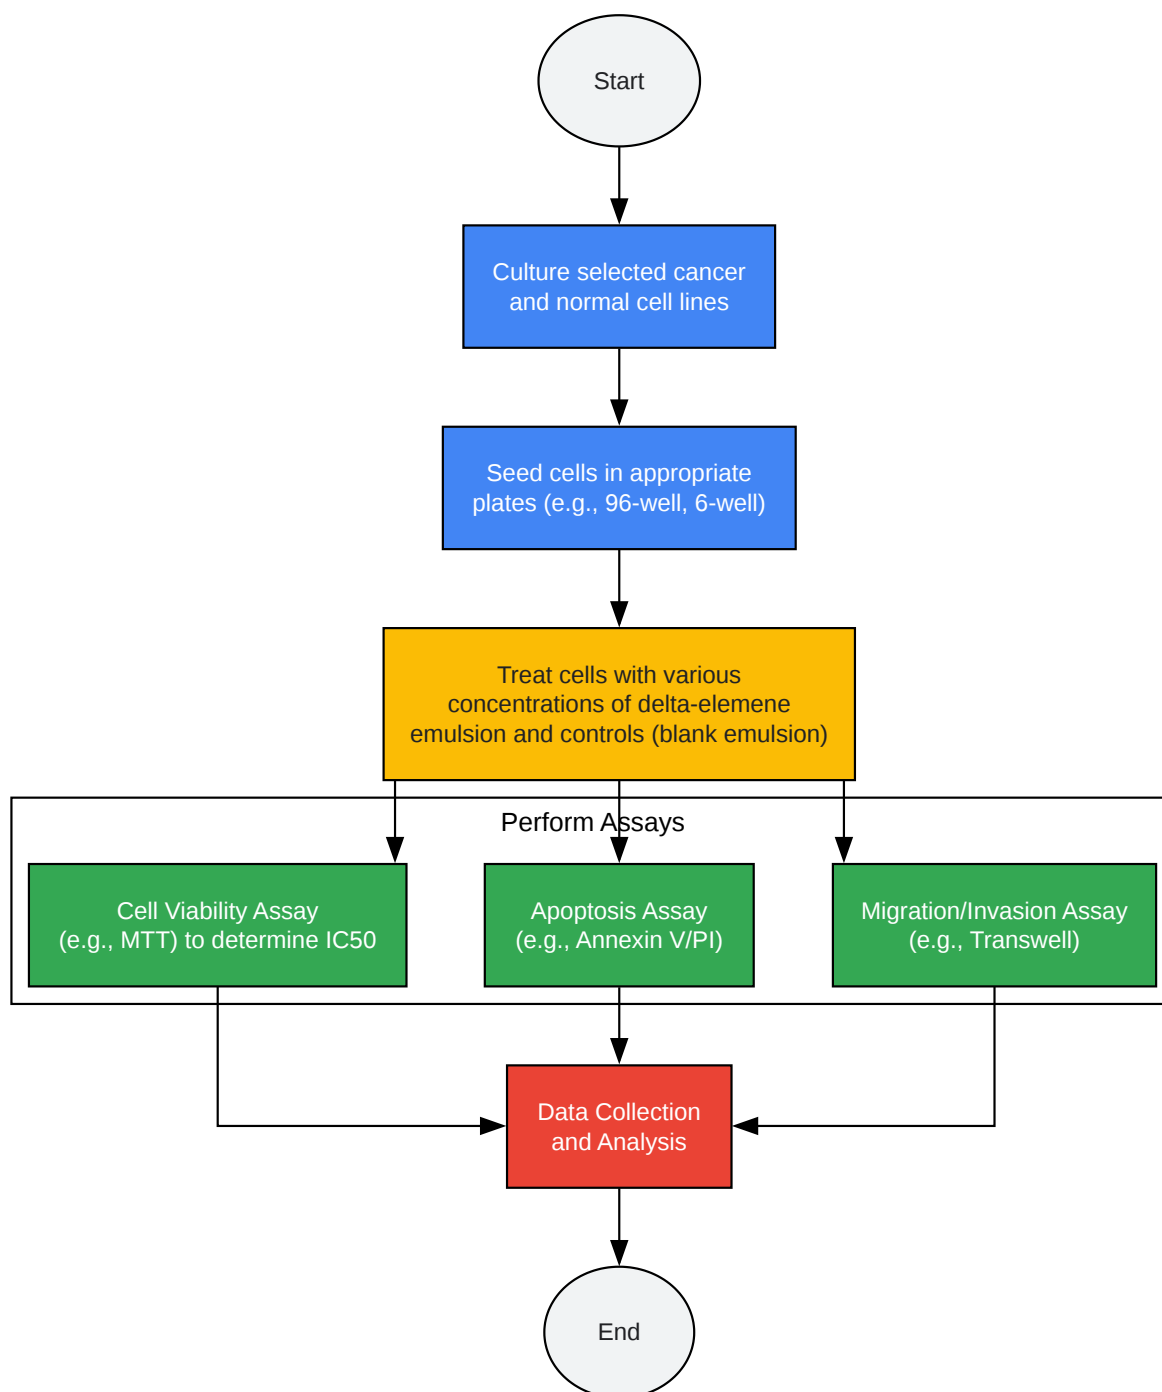 Start
Culture selected cancer
and normal cell lines
Seed cells in appropriate
plates (e.g., 96-well, 6-well)
Treat cells with various
concentrations of delta-elemene
emulsion and controls (blank emulsion)
Perform Assays
Cell Viability Assay
(e.g., MTT) to determine IC50
Apoptosis Assay
(e.g., Annexin V/PI)
Migration/Invasion Assay
(e.g., Transwell)
Data Collection
and Analysis
End